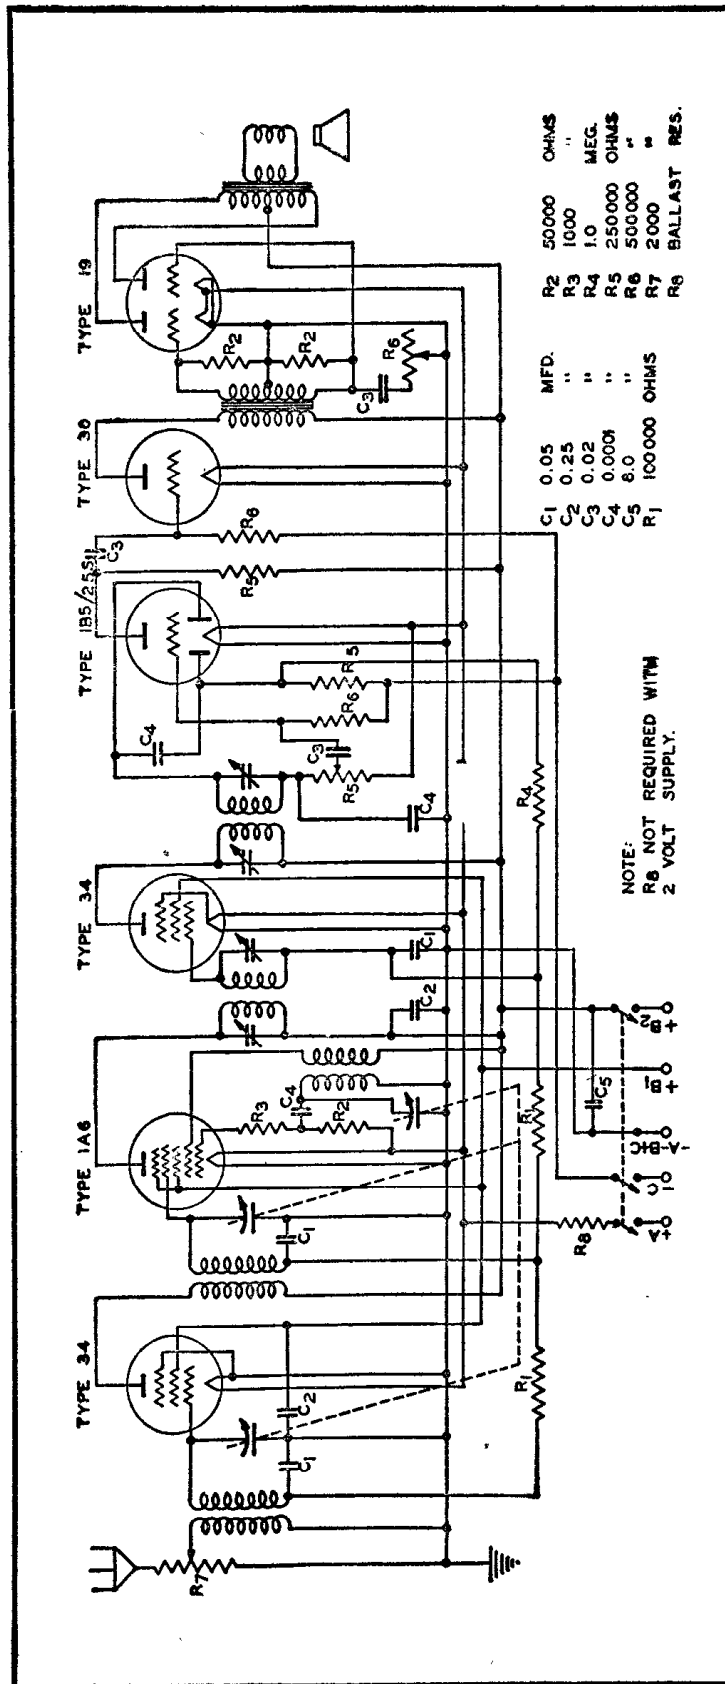 TYPE 34
TYPE 1A6
TYPE 34
TYPE 1B5/25S
TYPE 30
TYPE 19
R7
C1
C2
C1
R3
C4
R2
C2
C1
C4
C4
C3
R5
R6
R5
C3
R5
R6
R2
R2
C3
R6
R1
R1
R4
R8
C5
+A
-C
-A-B+C
+B1
+B2
NOTE:
R8 NOT REQUIRED WITH
2 VOLT SUPPLY.
C1 0.05 MFD.
C2 0.25 "
C3 0.02 "
C4 0.0001 "
C5 8.0 "
R1 100000 OHMS
R2 50000 OHMS
R3 1000 "
R4 1.0 MEG.
R5 250000 OHMS
R6 500000 "
R7 2000 "
R8 BALLAST RES.